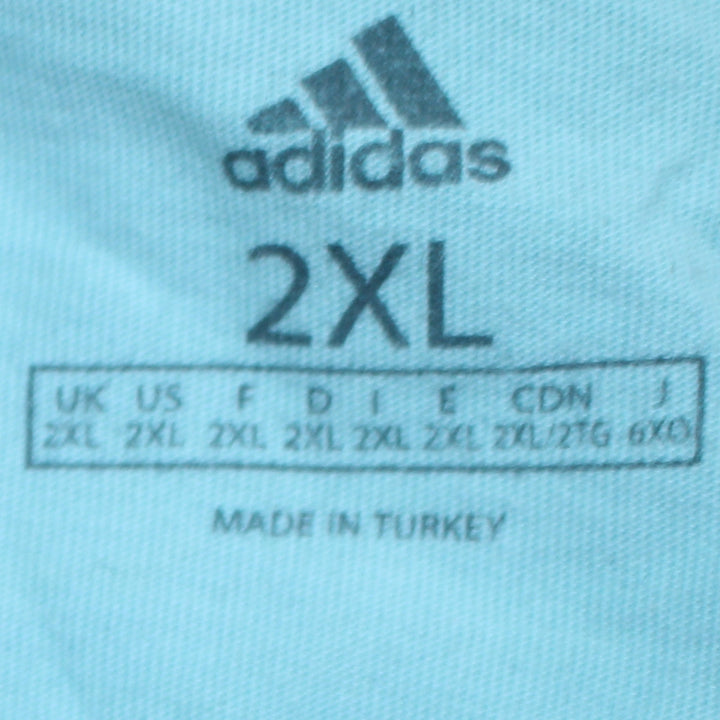 adidas
2XL
UK US F D I E CDN J
2XL 2XL 2XL 2XL 2XL 2XL 2XL/2TG 6XO
MADE IN TURKEY